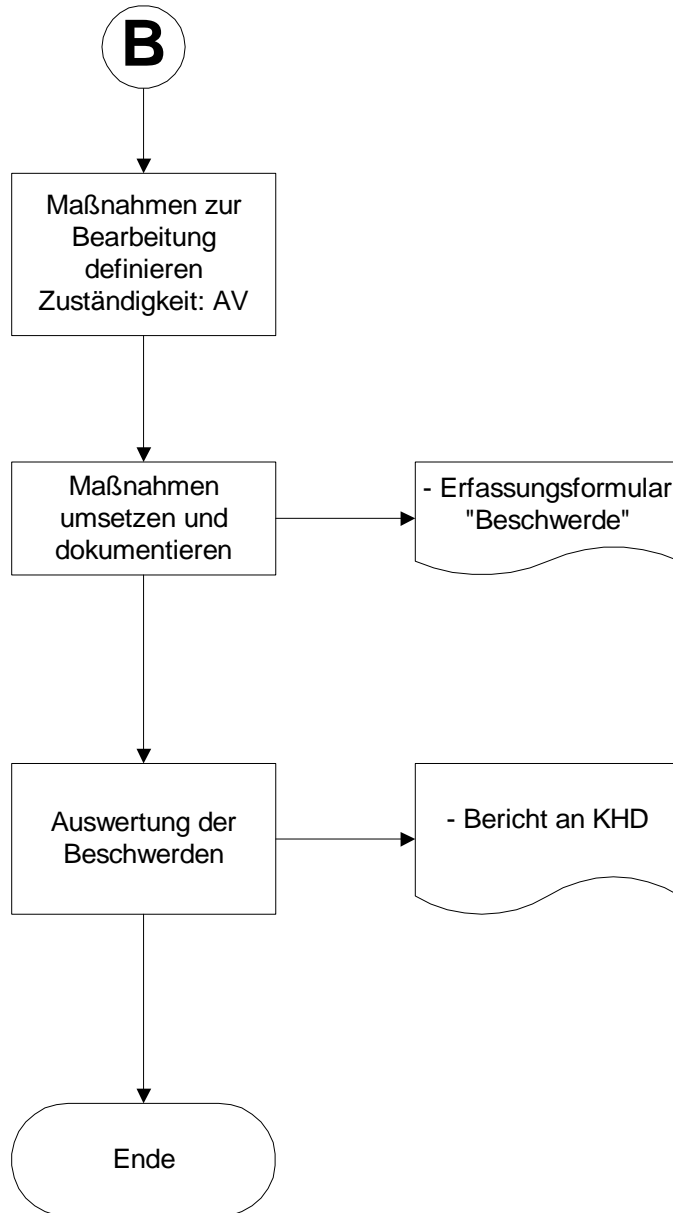 B
Maßnahmen zur
Bearbeitung
definieren
Zuständigkeit: AV
Maßnahmen
umsetzen und
dokumentieren
- Erfassungsformular
"Beschwerde"
Auswertung der
Beschwerden
- Bericht an KHD
Ende